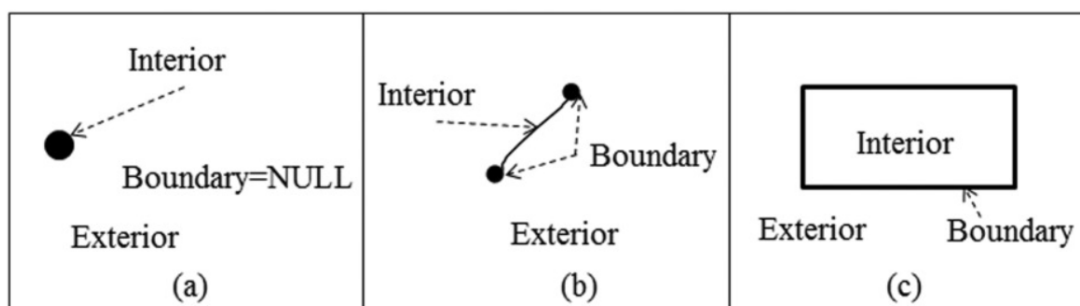 Interior
Boundary=NULL
Exterior
(a)
Interior
Boundary
Exterior
(b)
Interior
Exterior
Boundary
(c)